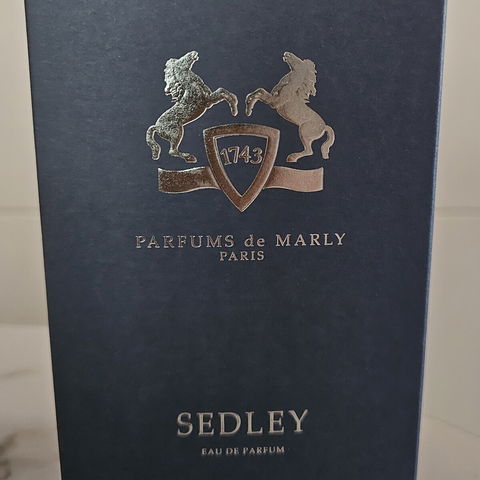 1743
PARFUMS de MARLY
PARIS
SEDLEY
EAU DE PARFUM